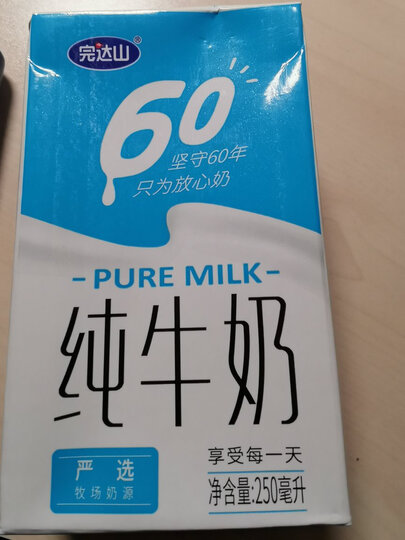 完达山
60
坚守60年
只为放心奶
-PURE MILK-
纯牛奶
严选
牧场奶源
享受每一天
净含量:250毫升